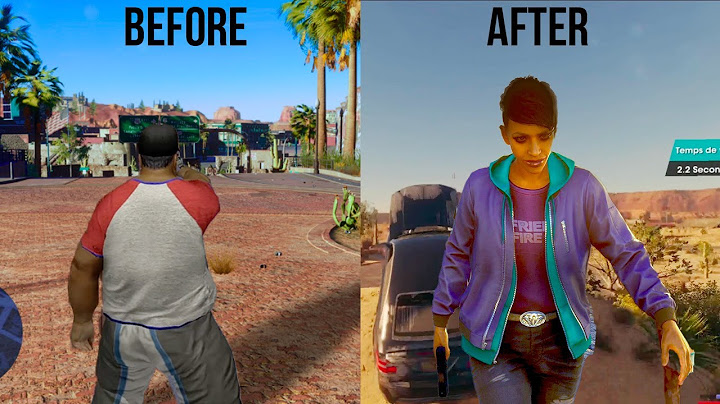 BEFORE
AFTER
Temps de
2.2 Secon
FRIE
FIRE